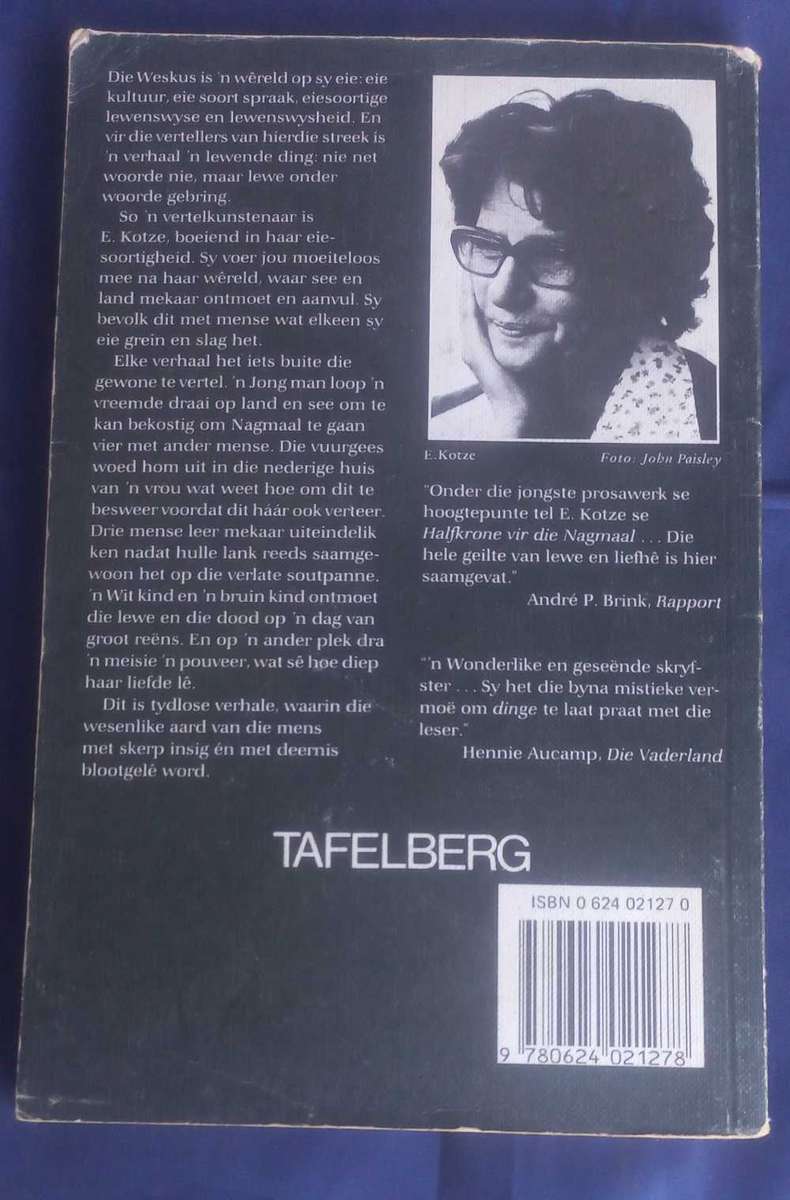 Die Weskus is 'n wêreld op sy eie: eie
kultuur, eie soort spraak, eiesoortige
lewenswyse en lewenswysheid. En
vir die vertellers van hierdie streek is
'n verhaal 'n lewende ding: nie net
woorde nie, maar lewe onder
woorde gebring.
So 'n vertelkunstenaar is
E. Kotze, boeiend in haar eie-
soortigheid. Sy voer jou moeiteloos
mee na haar wêreld, waar see en
land mekaar ontmoet en aanvul. Sy
bevolk dit met mense wat elkeen sy
eie grein en slag het.
Elke verhaal het iets buite die
gewone te vertel. 'n Jong man loop 'n
vreemde draai op land en see om te
kan bekostig om Nagmaal te gaan
vier met ander mense. Die vuurgees
woed hom uit in die nederige huis
van 'n vrou wat weet hoe om dit te
besweer voordat dit háár ook verteer.
Drie mense leer mekaar uiteindelik
ken nadat hulle lank reeds saamge-
woon het op die verlate soutpanne.
'n Wit kind en 'n bruin kind ontmoet
die lewe en die dood op 'n dag van
groot reëns. En op 'n ander plek dra
'n meisie 'n pouveer, wat sê hoe diep
haar liefde lê.
Dit is tydlose verhale, waarin die
wesenlike aard van die mens
met skerp insig én met deernis
blootgelê word.
E. Kotze
Foto: John Paisley
"Onder die jongste prosawerk se
hoogtepunte tel E. Kotze se
Halfkrone vir die Nagmaal ... Die
hele geilte van lewe en liefhê is hier
saamgevat."
André P. Brink, Rapport
"'n Wonderlike en geseënde skryf-
ster ... Sy het die byna mistieke ver-
moë om dinge te laat praat met die
leser."
Hennie Aucamp, Die Vaderland
TAFELBERG
ISBN 0 624 02127 0
9 780624 021278